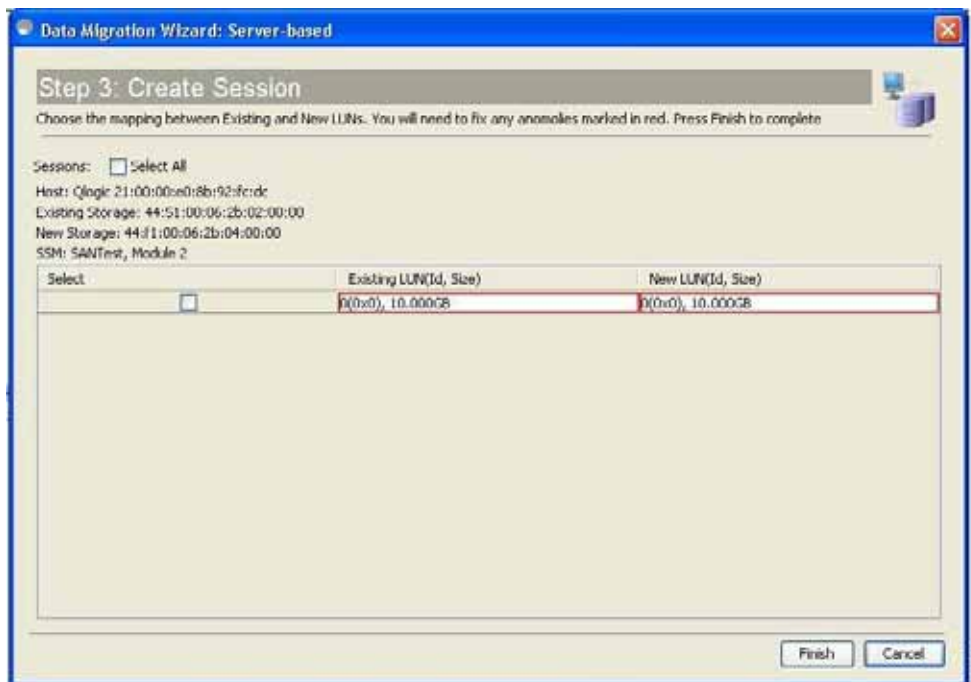 Data Migration Wizard: Server-based
Step 3: Create Session
Choose the mapping between Existing and New LUNs. You will need to fix any anomolies marked in red. Press Finish to complete
Sessions: Select All
Host: Qlogic 21:00:00:e0:8b:92:fc:dc
Existing Storage: 44:51:00:06:2b:02:00:00
New Storage: 44:f1:00:06:2b:04:00:00
SSM: SANTest, Module 2
Select Existing LUN(Id, Size) New LUN(Id, Size)
0(0x0), 10.000GB 0(0x0), 10.000GB
Finish Cancel